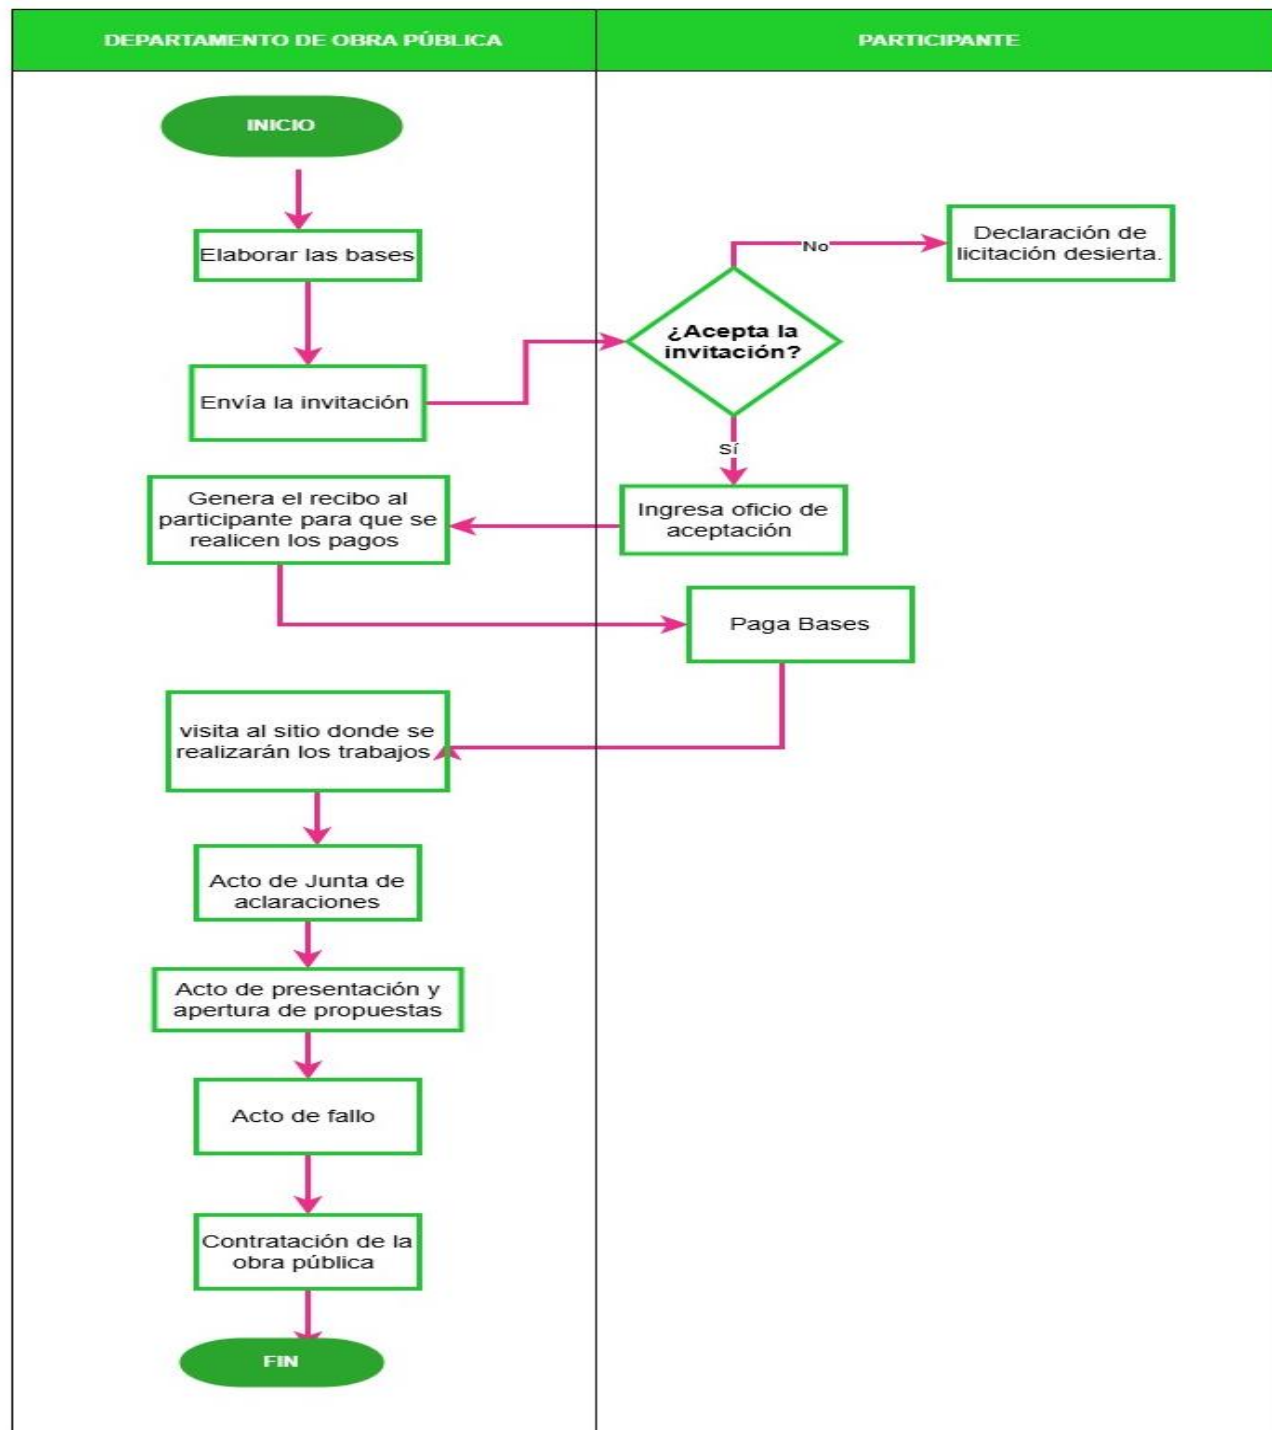 DEPARTAMENTO DE OBRA PÚBLICA
PARTICIPANTE
INICIO
Elaborar las bases
Envía la invitación
¿Acepta la
invitación?
No
Declaración de
licitación desierta.
Sí
Ingresa oficio de
aceptación
Genera el recibo al
participante para que se
realicen los pagos
Paga Bases
visita al sitio donde se
realizarán los trabajos
Acto de Junta de
aclaraciones
Acto de presentación y
apertura de propuestas
Acto de fallo
Contratación de la
obra pública
FIN